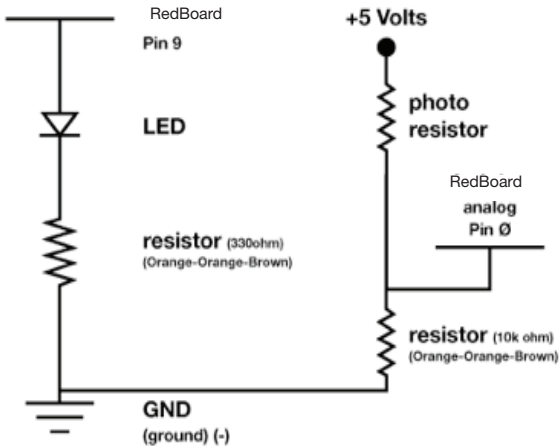 RedBoard
Pin 9
LED
resistor (330ohm)
(Orange-Orange-Brown)
GND
(ground) (-)
+5 Volts
photo
resistor
RedBoard
analog
Pin Ø
resistor (10k ohm)
(Orange-Orange-Brown)